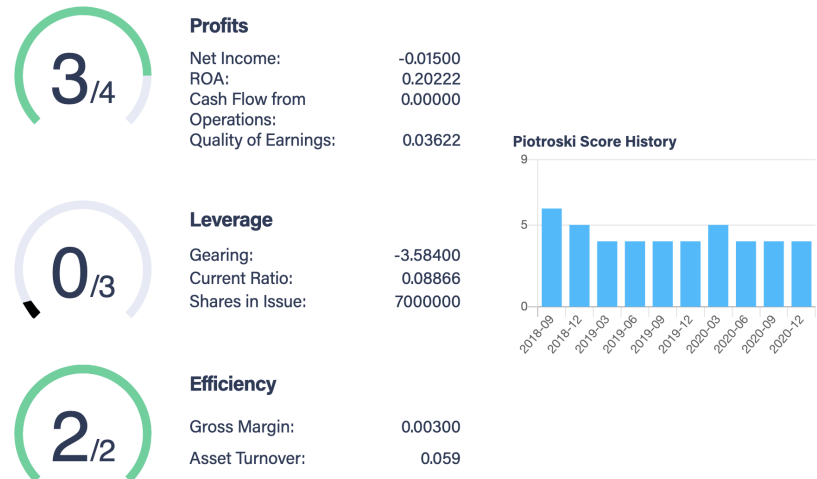 3/4
Profits
Net Income: -0.01500
ROA: 0.20222
Cash Flow from 0.00000
Operations:
Quality of Earnings: 0.03622
0/3
Leverage
Gearing: -3.58400
Current Ratio: 0.08866
Shares in Issue: 7000000
2/2
Efficiency
Gross Margin: 0.00300
Asset Turnover: 0.059
Piotroski Score History
9
5
0
2018-09
2018-12
2019-03
2019-06
2019-09
2019-12
2020-03
2020-06
2020-09
2020-12